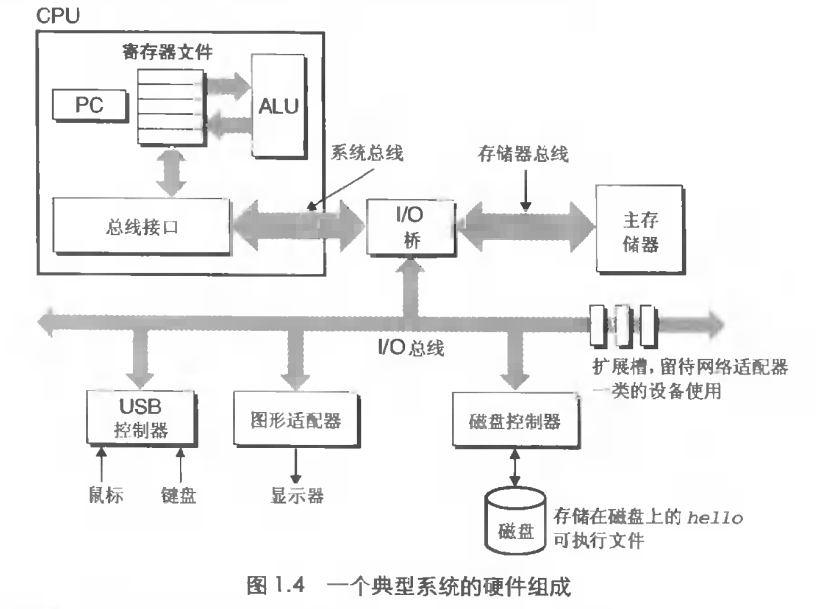 CPU
寄存器文件
PC
ALU
系统总线
存储器总线
总线接口
I/O
桥
主存
储器
I/O总线
扩展槽，留待网络适配器
一类的设备使用
USB
控制器
图形适配器
磁盘控制器
鼠标
键盘
显示器
磁盘
存储在磁盘上的 hello
可执行文件
图 1.4 一个典型系统的硬件组成